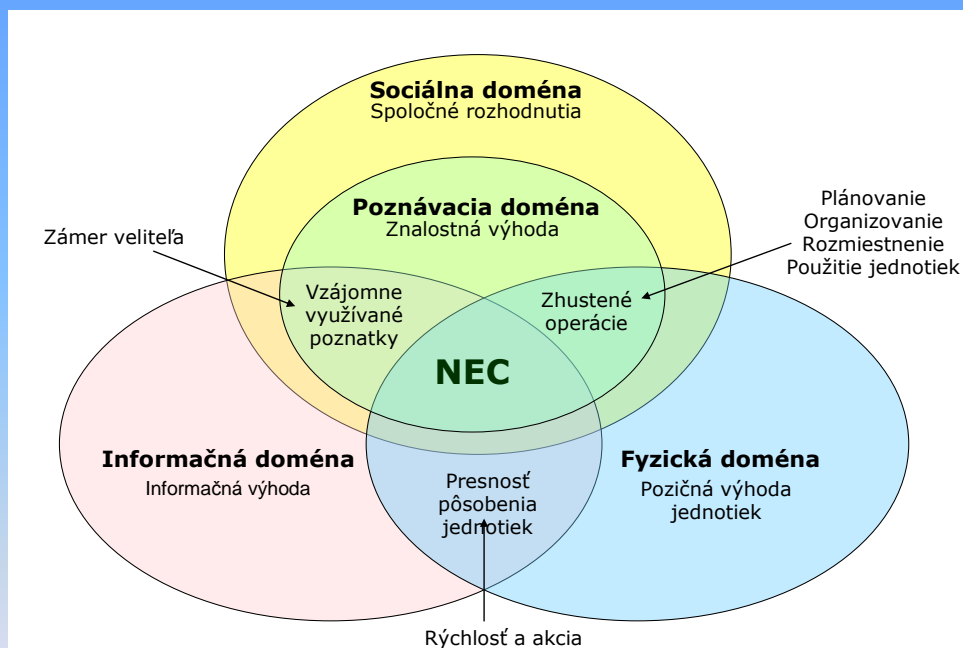 Sociálna doména
Spoločné rozhodnutia
Poznávacia doména
Znalostná výhoda
Zámer veliteľa
Plánovanie
Organizovanie
Rozmiestnenie
Použitie jednotiek
Vzájomne
využívané
poznatky
Zhustené
operácie
NEC
Informačná doména
Informačná výhoda
Fyzická doména
Pozičná výhoda
jednotiek
Presnosť
pôsobenia
jednotiek
Rýchlosť a akcia